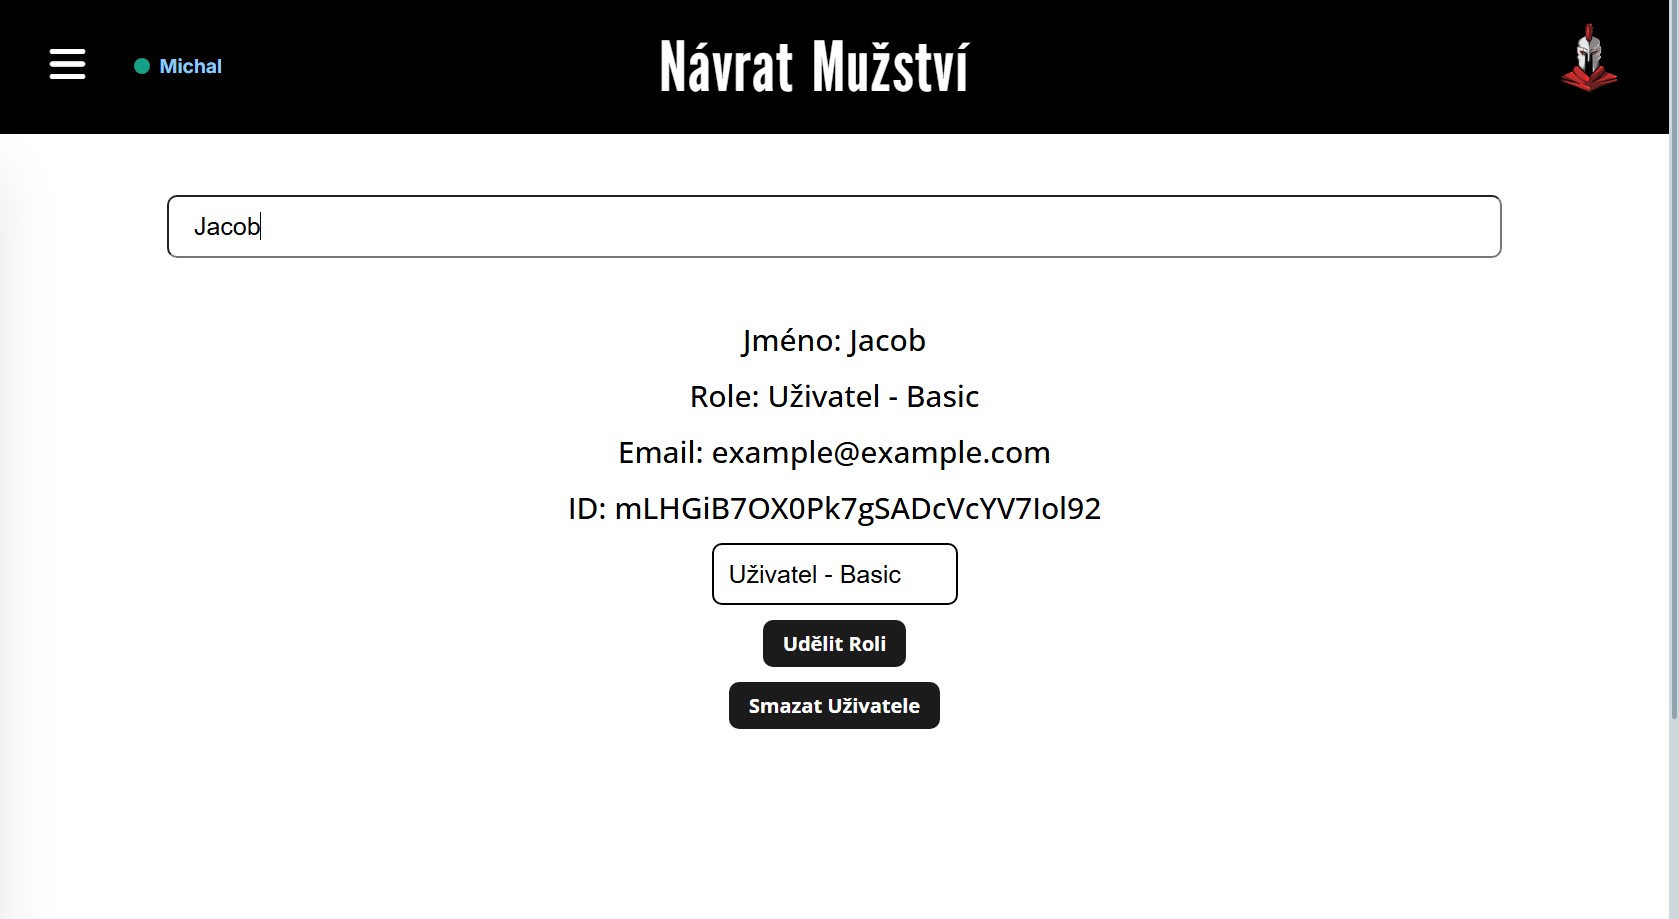 Michal
Návrat Mužství
Jacob
Jméno: Jacob
Role: Uživatel - Basic
Email: example@example.com
ID: mLHGiB7OX0Pk7gSADcVcYV7Iol92
Uživatel - Basic
Udělit Roli
Smazat Uživatele